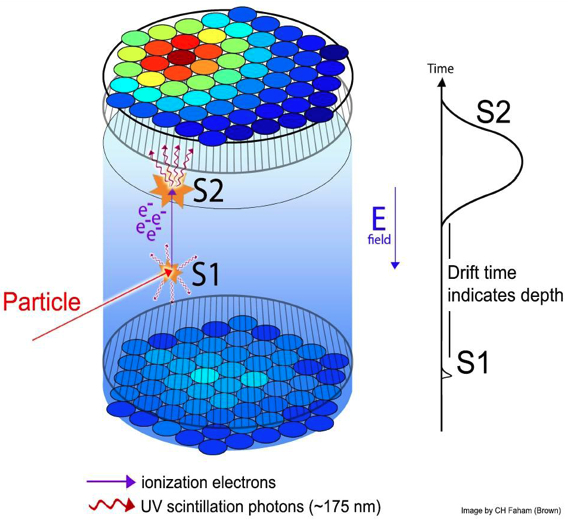 Time
S2
S2
e-
e-e-
e-
E
field
Drift time
indicates depth
S1
Particle
S1
ionization electrons
UV scintillation photons (~175 nm)
Image by CH Faham (Brown)